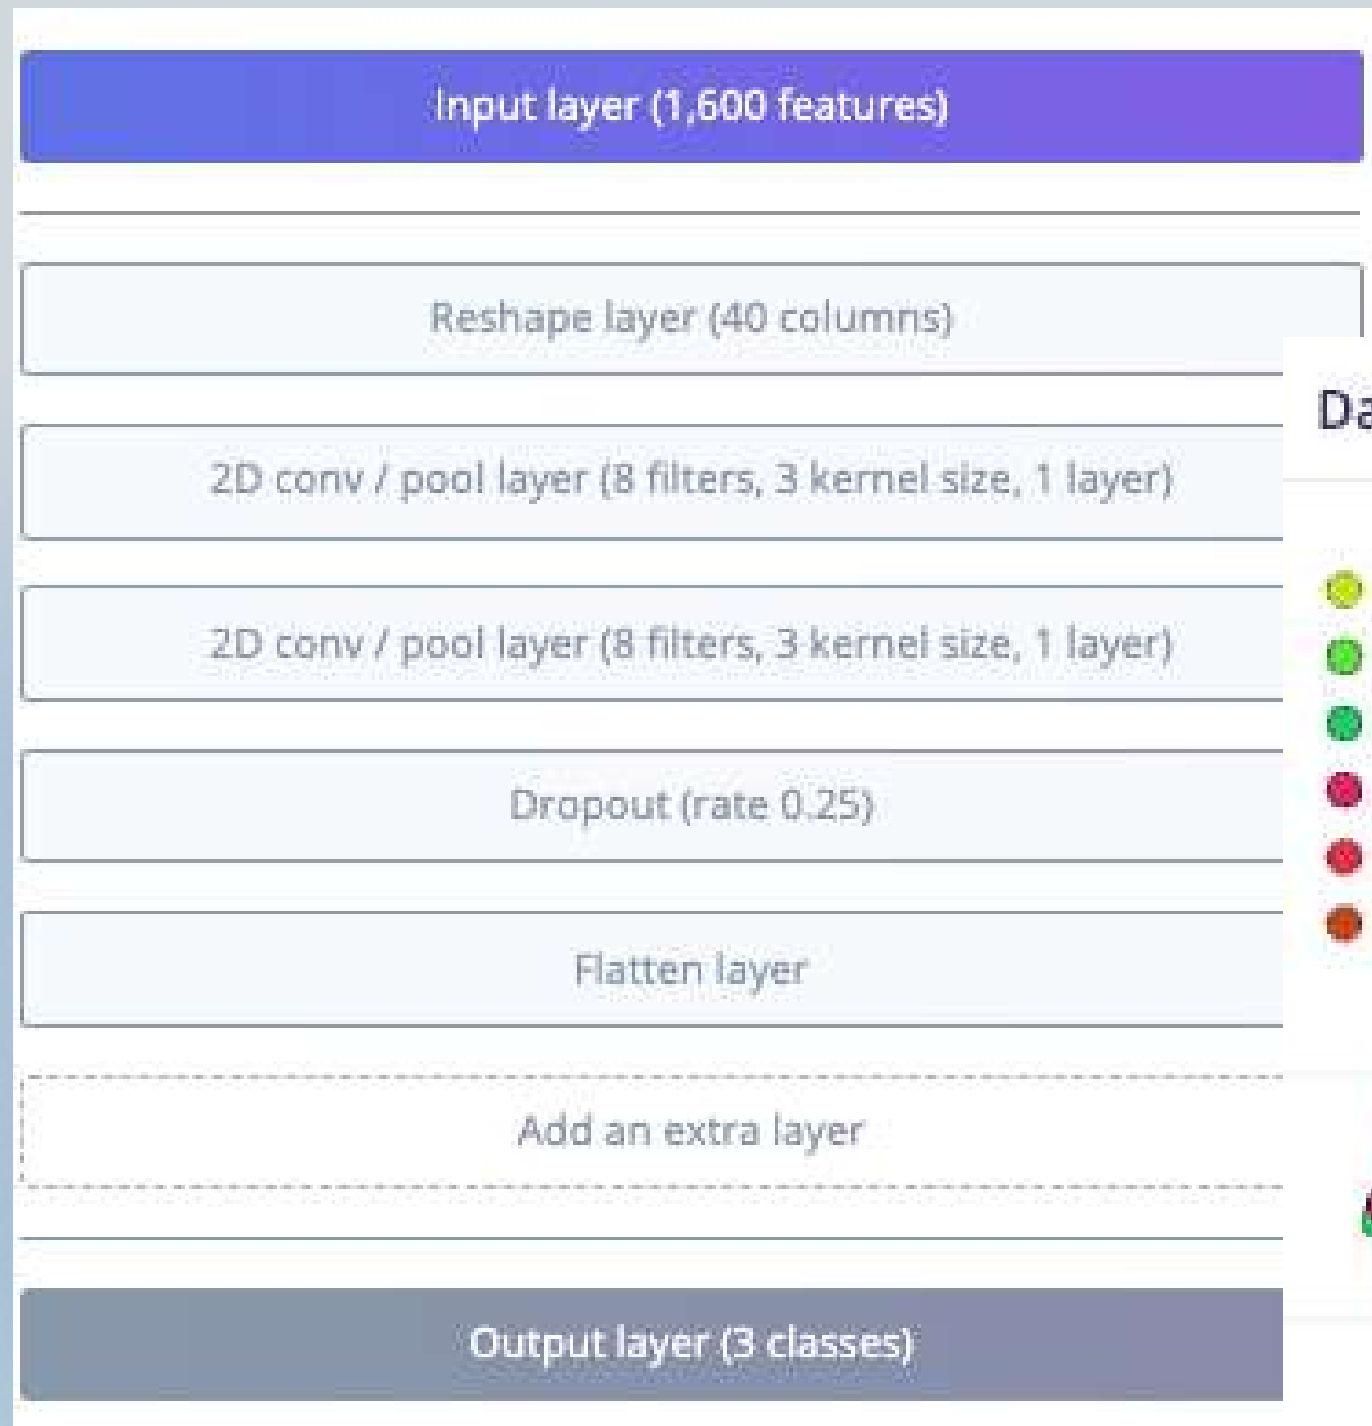 Input layer (1,600 features)
Reshape layer (40 columns)
Da
2D conv / pool layer (8 filters, 3 kernel size, 1 layer)
2D conv / pool layer (8 filters, 3 kernel size, 1 layer)
Dropout (rate 0.25)
Flatten layer
Add an extra layer
Output layer (3 classes)